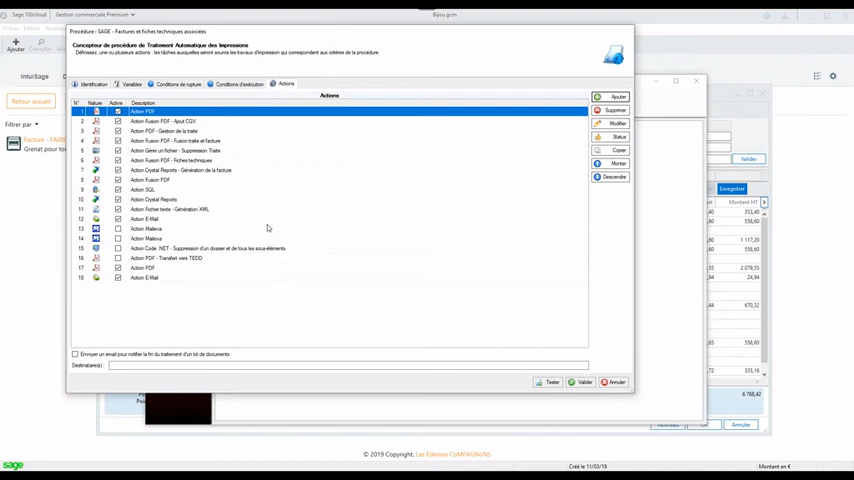 Sage 100cloud
Gestion commerciale Premium
Bijou.gcm
Fichier
Ajouter
Consulter
IntuiSage
Retour accueil
Filtrer par
Facture - FA00
Grenat pour to
Procédure : SAGE - Factures et fiches techniques associées
Concepteur de procédure de Traitement Automatique des Impressions
Définissez, une ou plusieurs actions : les tâches auxquelles seront soumis les travaux d'impression qui correspondent aux critères de la procédure.
Identification
Variables
Conditions de rupture
Conditions d'exécution
Actions
Actions
N° Nature Active Description
1 Action PDF
2 Action Fusion PDF - Ajout CGV
3 Action PDF - Gestion de la traite
4 Action Fusion PDF - Fusion traite et facture
5 Action Gérer un fichier - Suppression Traite
6 Action Fusion PDF - Fiches techniques
7 Action Crystal Reports - Génération de la facture
8 Action Fusion PDF
9 Action SQL
10 Action Crystal Reports
11 Action Fichier texte - Génération XML
12 Action E-Mail
13 Action Maileva
14 Action Maileva
15 Action Code .NET - Suppression d'un dossier et de tous les sous-éléments
16 Action PDF - Transfert vers TEDD
17 Action PDF
18 Action E-Mail
Ajouter
Supprimer
Modifier
Status
Copier
Monter
Descendre
Envoyer un email pour notifier la fin du traitement d'un lot de documents
Destinataire(s) :
Tester
Valider
Annuler
Valider
Enregistrer
Montant HT
353,40
558,60
1 117,20
2 079,55
24,94
670,32
558,60
335,16
6 768,42
Nouveau
OK
Annuler
© 2019 Copyright, Les Editions CoMPAGNoNS
sage
Créé le 11/03/19
Montant en €